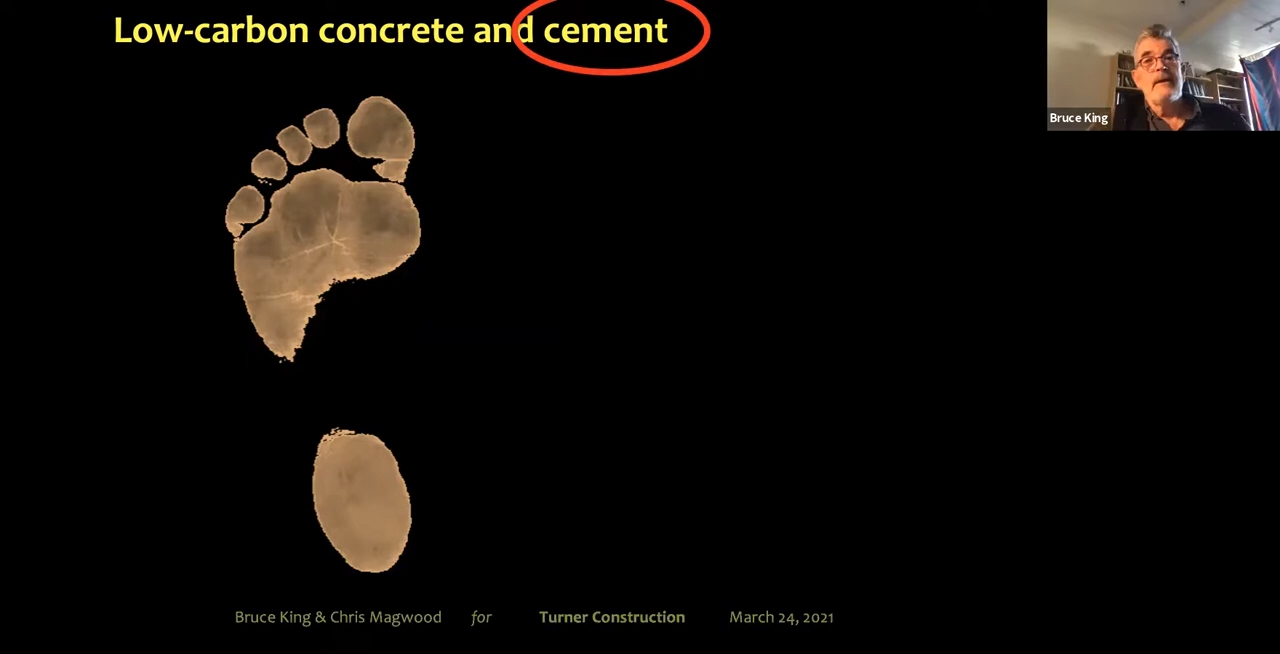 Low-carbon concrete and cement
Bruce King
Bruce King & Chris Magwood for Turner Construction March 24, 2021